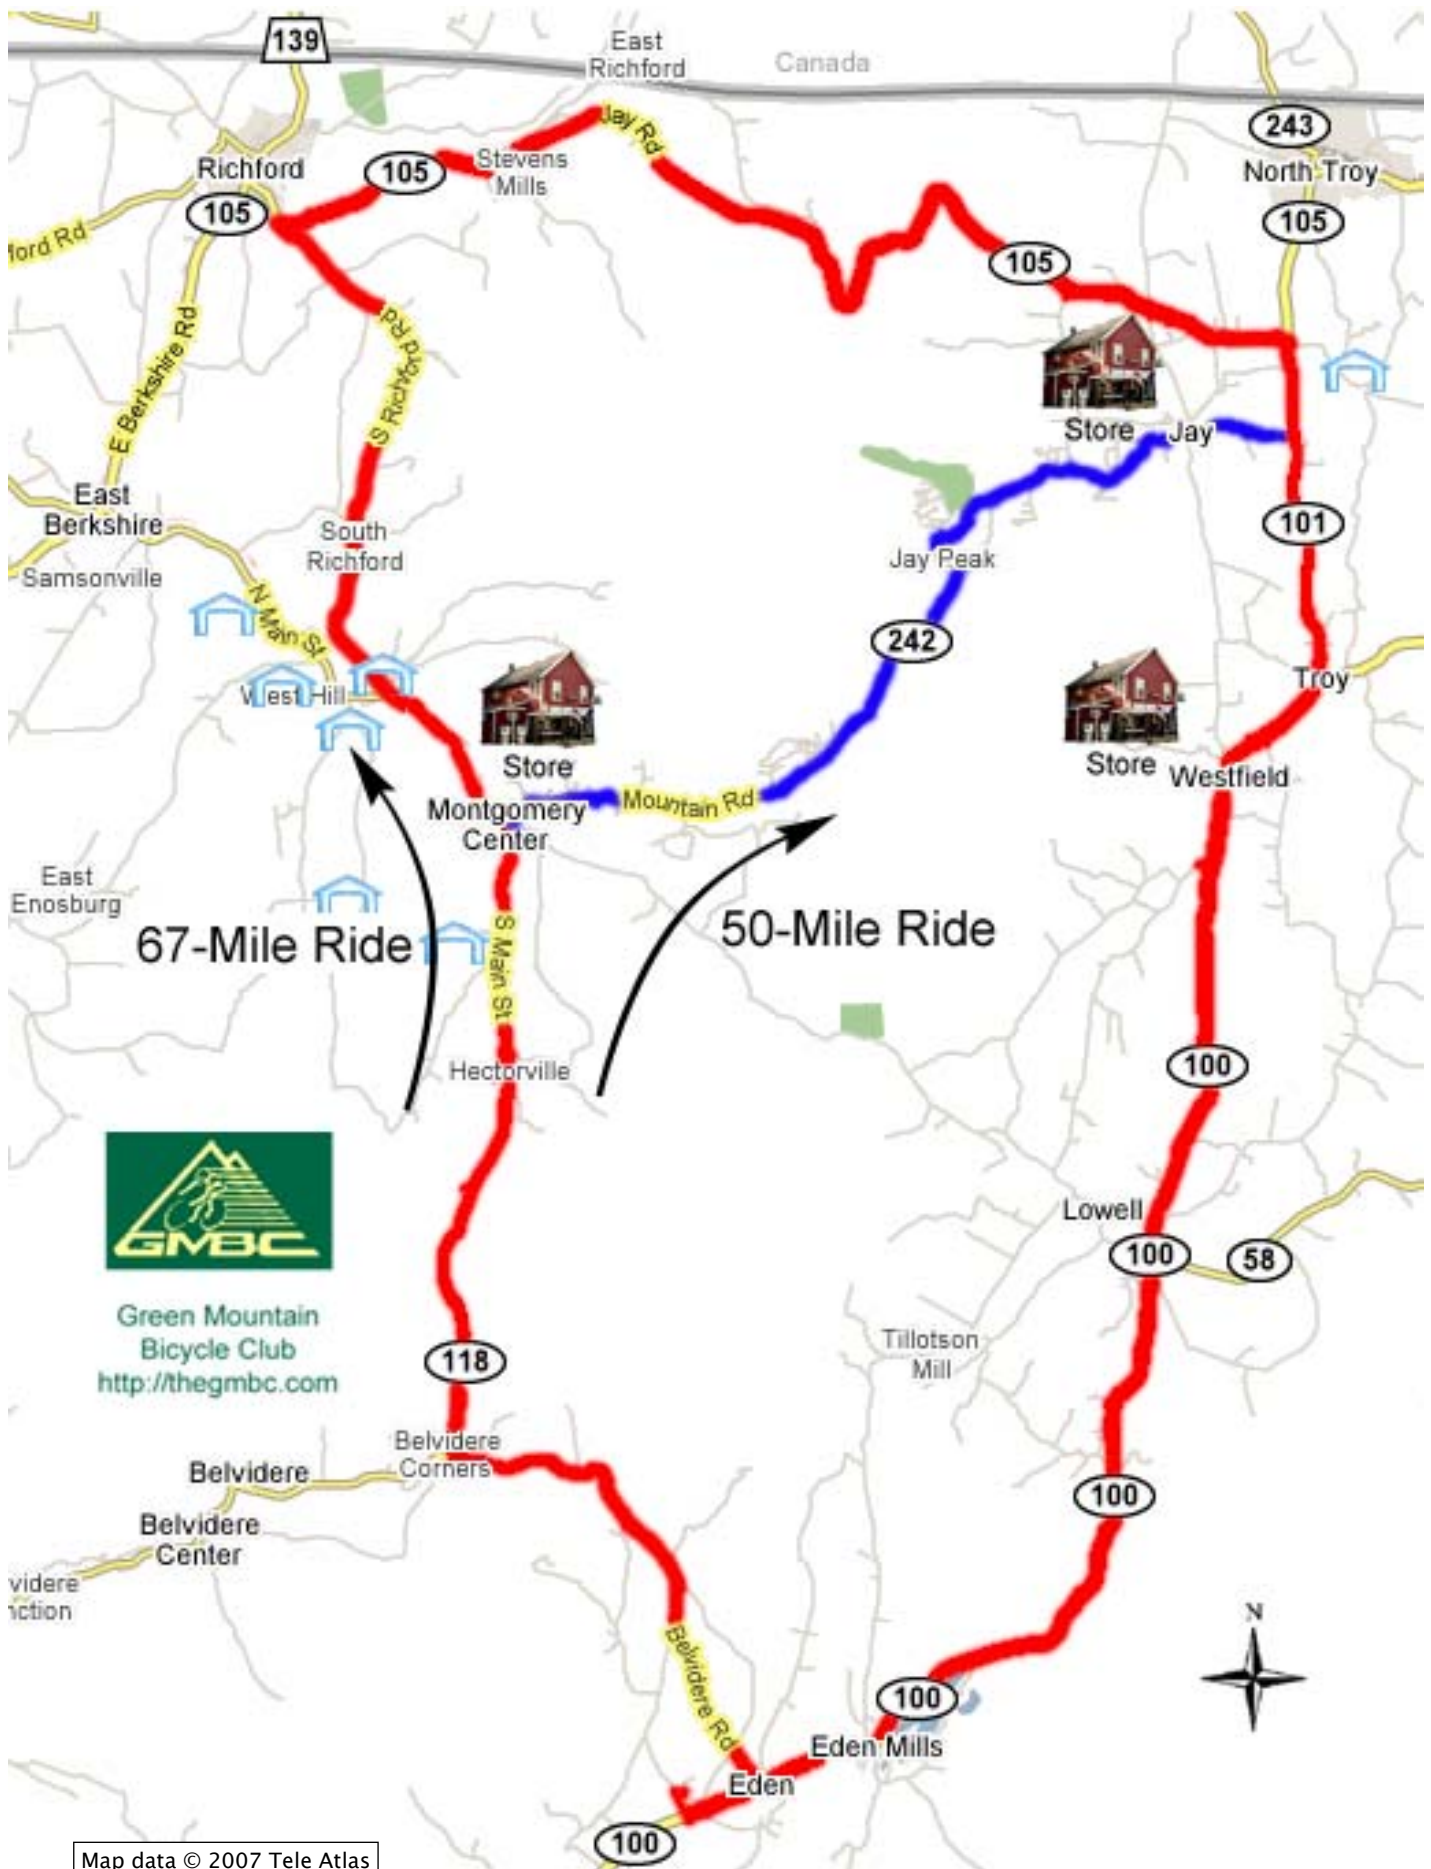 139
East
Richford
Canada
243
North Troy
105
Richford
105
Stevens
Mills
Jay Rd
105
ford Rd
105
S Richford Rd
E Berkshire Rd
Store
Jay
East
Berkshire
South
Richford
101
Samsonville
Jay Peak
N Main St
242
West Hill
Troy
Store
Store
Westfield
Montgomery
Center
Mountain Rd
East
Enosburg
67-Mile Ride
50-Mile Ride
S Main St
Hectorville
100
GMBC
Lowell
100
58
Green Mountain
Bicycle Club
http://thegmbc.com
118
Tillotson
Mill
Belvidere
Corners
Belvidere
100
Belvidere
Center
videre
nction
N
Belvidere Rd
100
Eden Mills
Eden
100
Map data © 2007 Tele Atlas